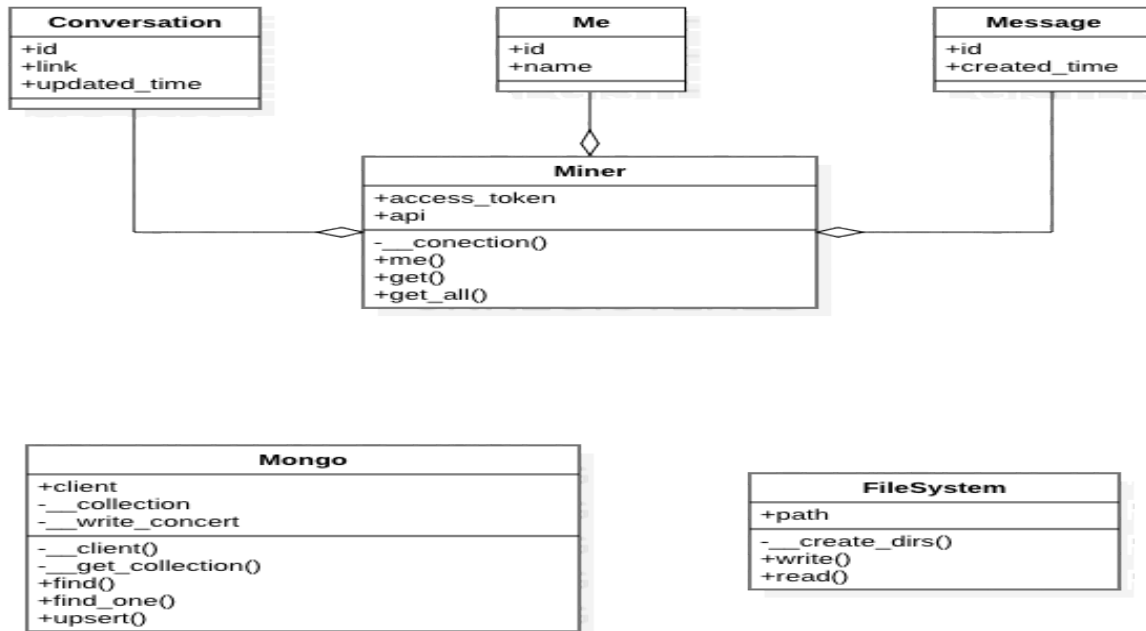 Conversation
+id
+link
+updated_time
Me
+id
+name
Message
+id
+created_time
Miner
+access_token
+api
-__conection()
+me()
+get()
+get_all()
Mongo
+client
-__collection
-__write_concert
-__client()
-__get_collection()
+find()
+find_one()
+upsert()
FileSystem
+path
-__create_dirs()
+write()
+read()